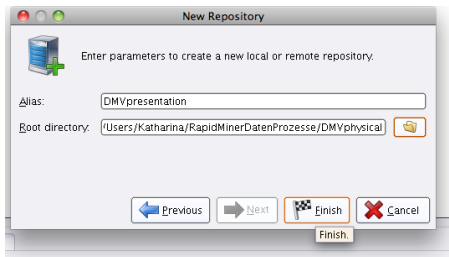 New Repository
Enter parameters to create a new local or remote repository.
Alias:
DMVpresentation
Root directory:
/Users/Katharina/RapidMinerDatenProzesse/DMVphysical
Previous
Next
Finish
Cancel
Finish.